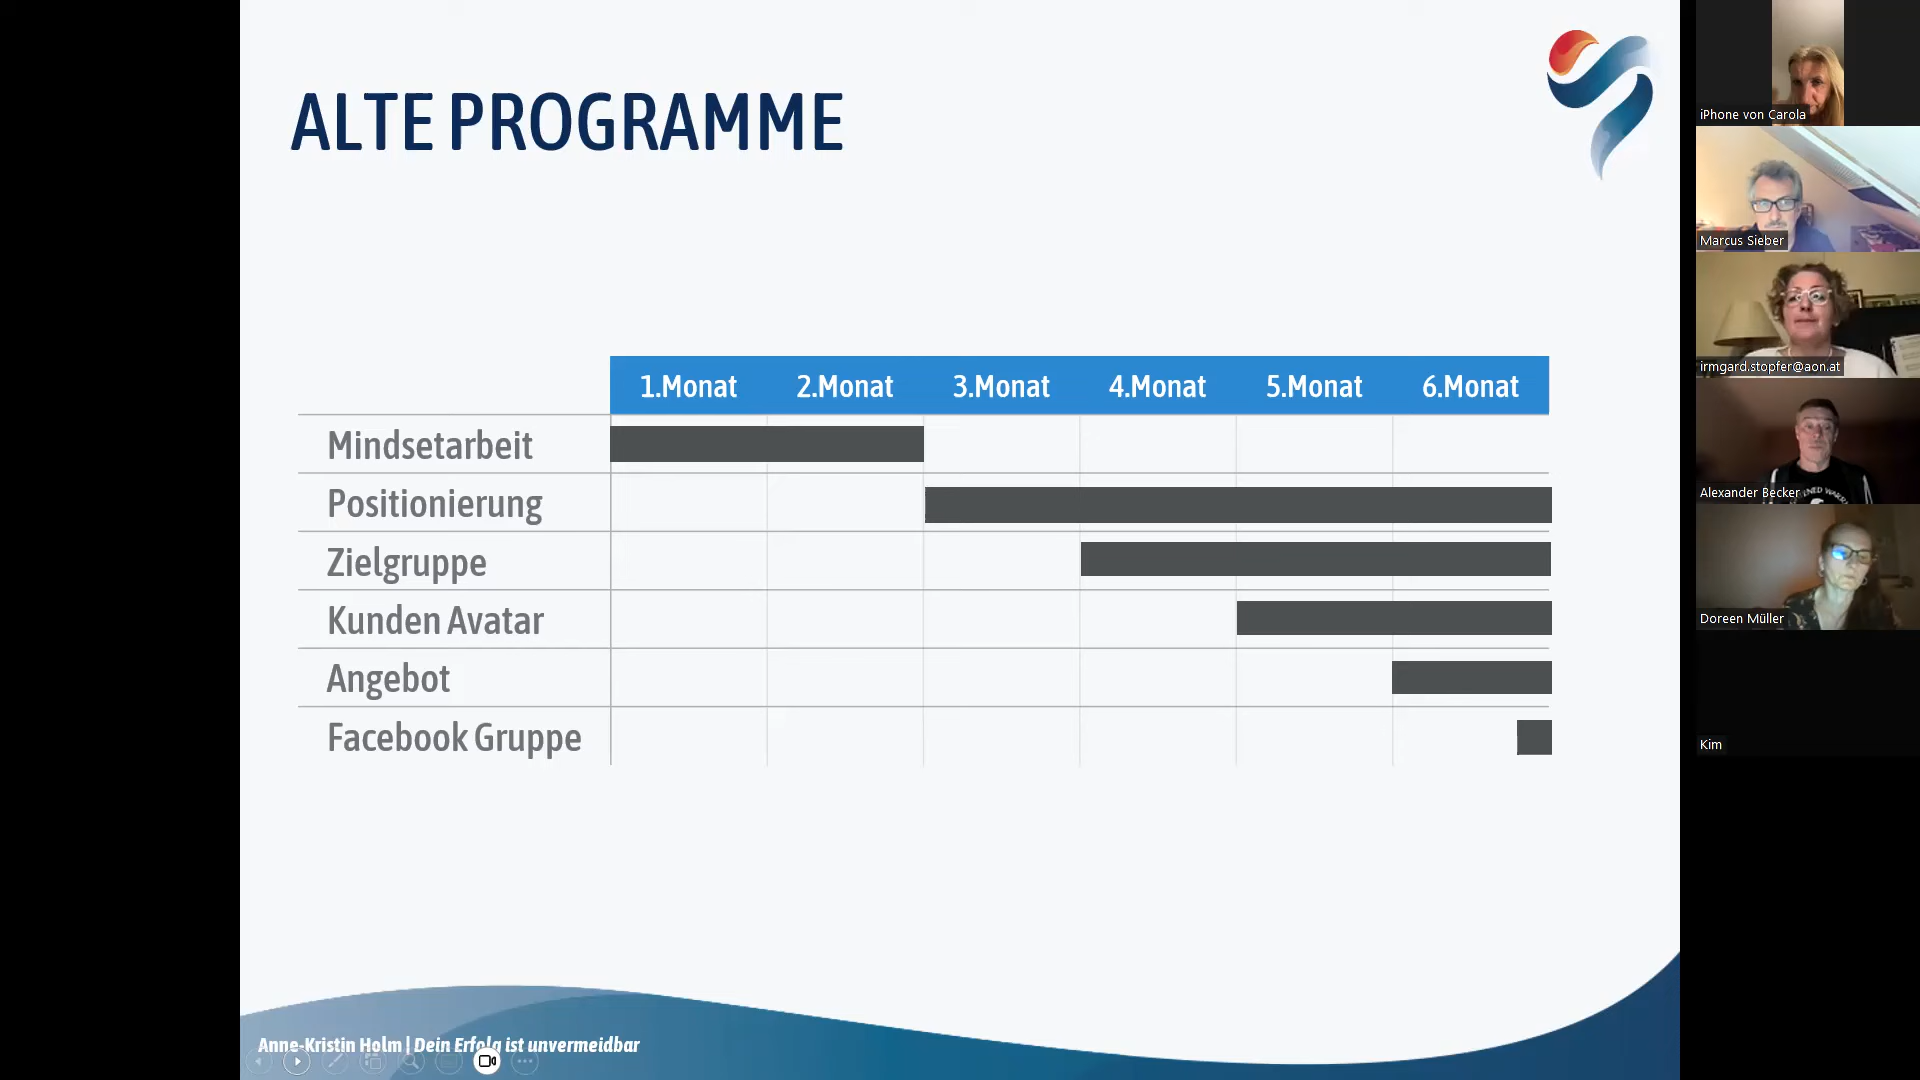 ALTE PROGRAMME
1.Monat 2.Monat 3.Monat 4.Monat 5.Monat 6.Monat
Mindsetarbeit
Positionierung
Zielgruppe
Kunden Avatar
Angebot
Facebook Gruppe
Anne-Kristin Holm | Dein Erfolg ist unvermeidbar
iPhone von Carola
Marcus Sieber
irmgard.stopfer@aon.at
Alexander Becker
Doreen Müller
Kim